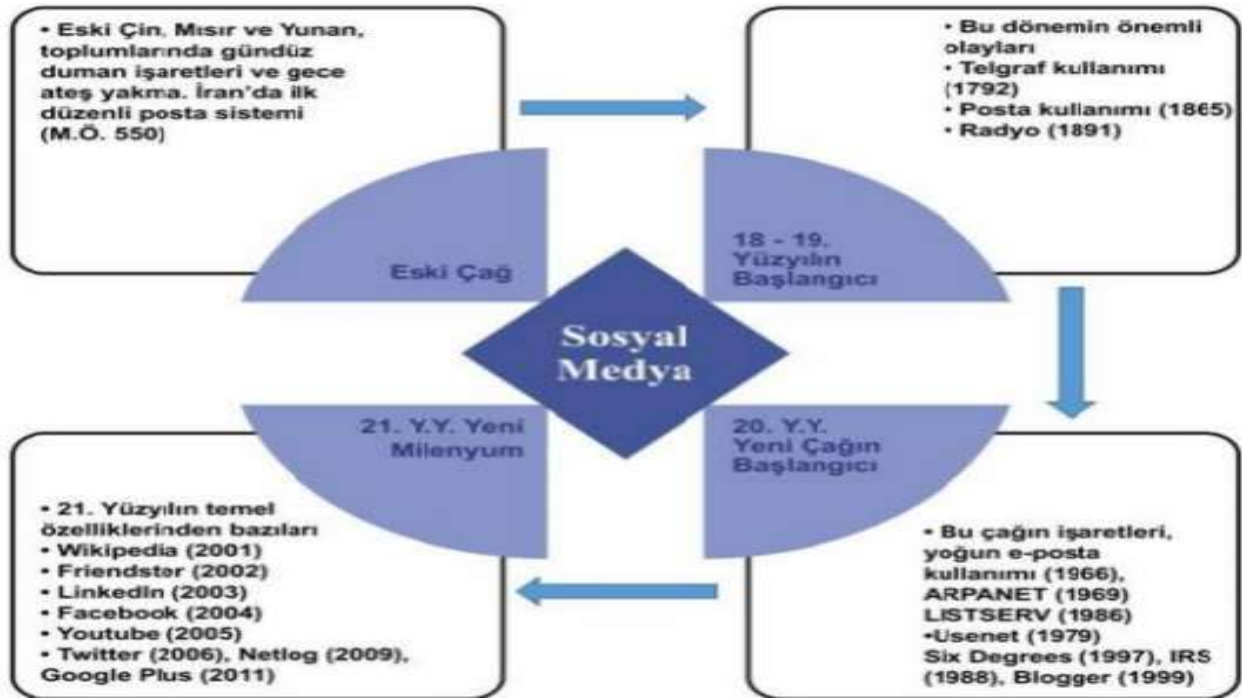 • Eski Çin, Mısır ve Yunan,
toplumlarında gündüz
duman işaretleri ve gece
ateş yakma. İran'da ilk
düzenli posta sistemi
(M.Ö. 550)
Eski Çağ
• Bu dönemin önemli
olayları
• Telgraf kullanımı
(1792)
• Posta kullanımı (1865)
• Radyo (1891)
18 - 19.
Yüzyılın
Başlangıcı
Sosyal
Medya
20. Y.Y.
Yeni Çağın
Başlangıcı
• Bu çağın işaretleri,
yoğun e-posta
kullanımı (1966),
ARPANET (1969)
LISTSERV (1986)
•Usenet (1979)
Six Degrees (1997), IRS
(1988), Blogger (1999)
21. Y.Y. Yeni
Milenyum
• 21. Yüzyılın temel
özelliklerinden bazıları
• Wikipedia (2001)
• Friendster (2002)
• LinkedIn (2003)
• Facebook (2004)
• Youtube (2005)
• Twitter (2006), Netlog (2009),
Google Plus (2011)